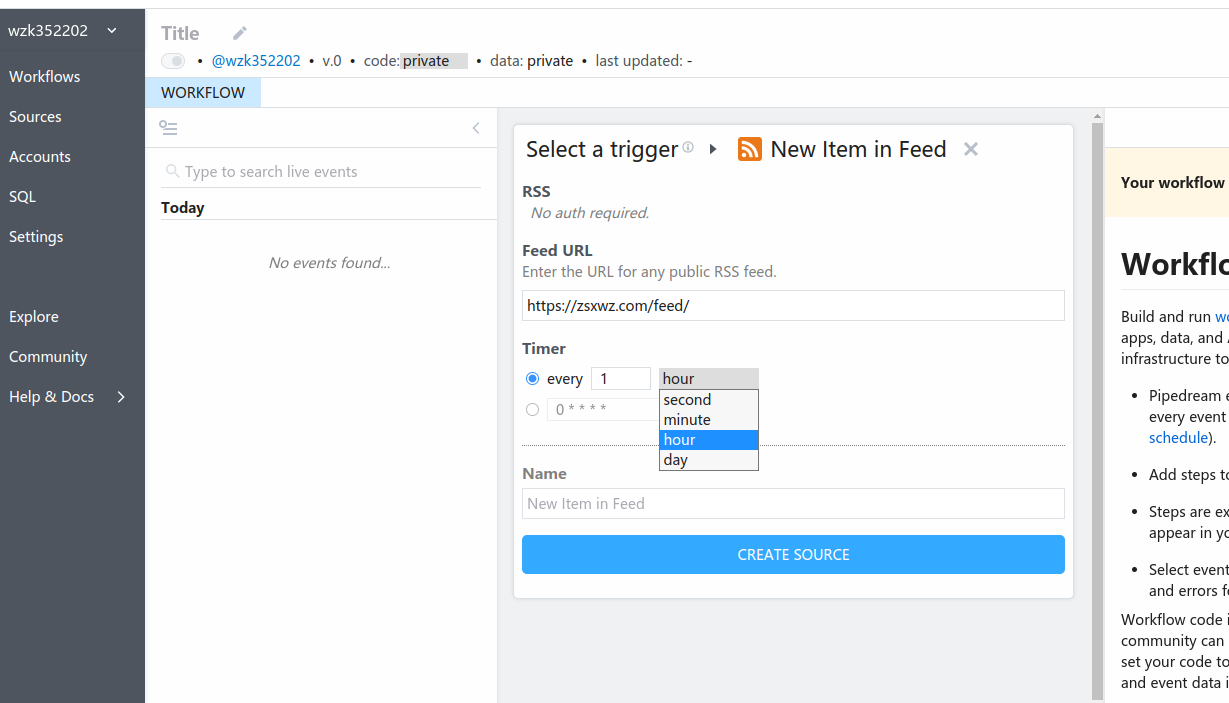 wzk352202
Workflows
Sources
Accounts
SQL
Settings
Explore
Community
Help & Docs
Title
• @wzk352202 • v.0 • code: private • data: private • last updated: -
WORKFLOW
Type to search live events
Today
No events found...
Select a trigger New Item in Feed
RSS
No auth required.
Feed URL
Enter the URL for any public RSS feed.
https://zsxwz.com/feed/
Timer
every 1 hour
second
0 * * * *
minute
hour
day
Name
New Item in Feed
CREATE SOURCE
Your workflow
Workflo
Build and run
apps, data, and
infrastructure to
• Pipedream
every event
schedule).
• Add steps
• Steps are
appear in
• Select event
and errors
Workflow code
community can
set your code to
and event data